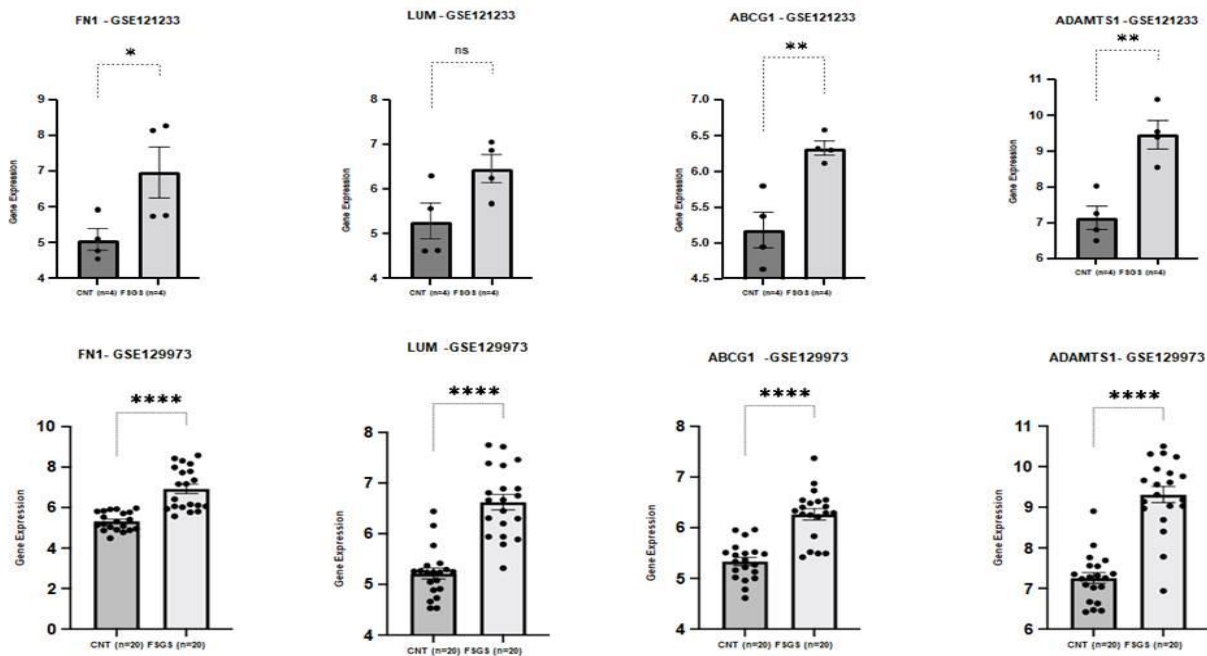 FN1 - GSE121233
*
Gene Expression
9
8
7
6
5
4
CNT (n=4) FSGS (n=4)
LUM - GSE121233
ns
Gene Expression
8
7
6
5
4
CNT (n=4) FSGS (n=4)
ABCG1 - GSE121233
**
Gene Expression
7.0
6.5
6.0
5.5
5.0
4.5
CNT (n=4) FSGS (n=4)
ADAMTS1 - GSE121233
**
Gene Expression
11
10
9
8
7
6
CNT (n=4) FSGS (n=4)
FN1- GSE129973
****
Gene Expression
10
8
6
4
2
0
CNT (n=20) FSGS (n=20)
LUM -GSE129973
****
Gene Expression
8
7
6
5
4
CNT (n=20) FSGS (n=20)
ABCG1 -GSE129973
****
Gene Expression
8
7
6
5
4
CNT (n=20) FSGS (n=20)
ADAMTS1- GSE129973
****
Gene Expression
11
10
9
8
7
6
CNT (n=20) FSGS (n=20)